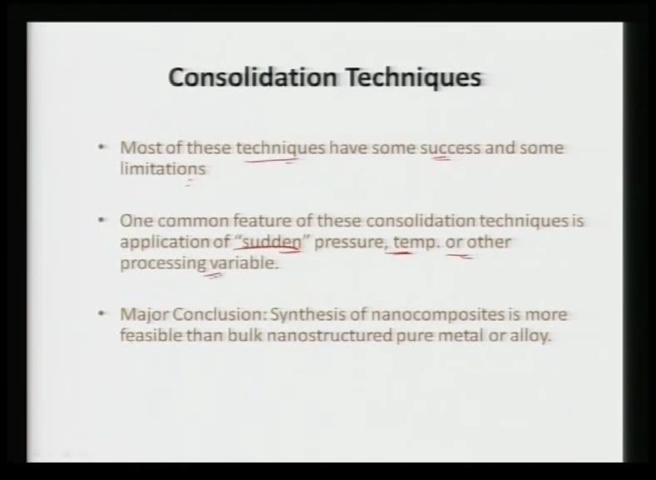 Consolidation Techniques
• Most of these techniques have some success and some
limitations
• One common feature of these consolidation techniques is
application of "sudden" pressure, temp. or other
processing variable.
• Major Conclusion: Synthesis of nanocomposites is more
feasible than bulk nanostructured pure metal or alloy.